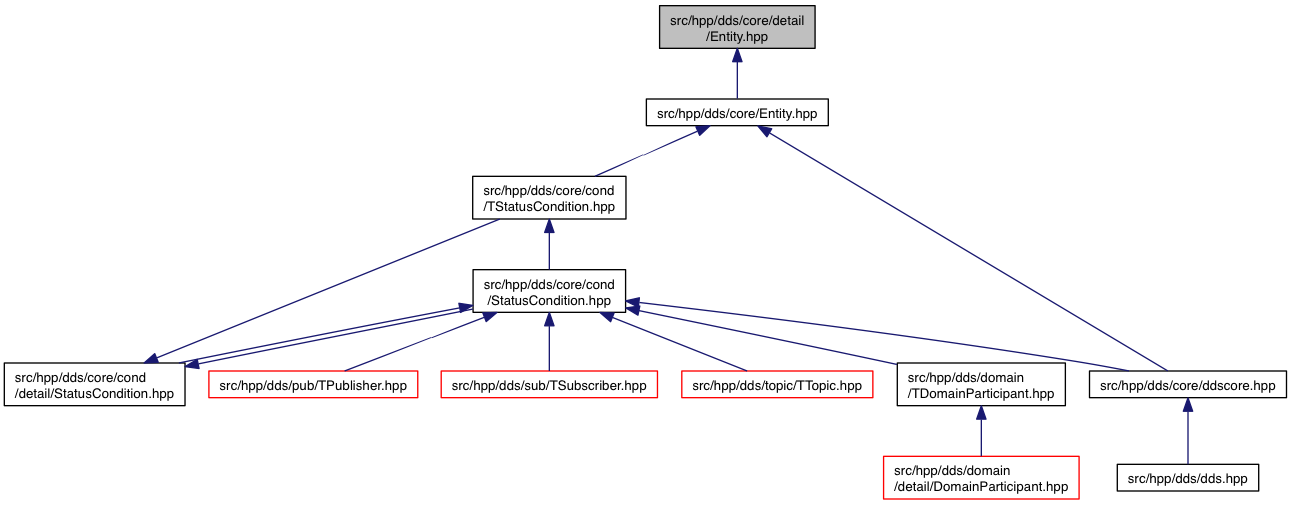 src/hpp/dds/core/detail
/Entity.hpp
src/hpp/dds/core/Entity.hpp
src/hpp/dds/core/cond
/TStatusCondition.hpp
src/hpp/dds/core/cond
/StatusCondition.hpp
src/hpp/dds/core/cond
/detail/StatusCondition.hpp
src/hpp/dds/pub/TPublisher.hpp
src/hpp/dds/sub/TSubscriber.hpp
src/hpp/dds/topic/TTopic.hpp
src/hpp/dds/domain
/TDomainParticipant.hpp
src/hpp/dds/core/ddscore.hpp
src/hpp/dds/domain
/detail/DomainParticipant.hpp
src/hpp/dds/dds.hpp